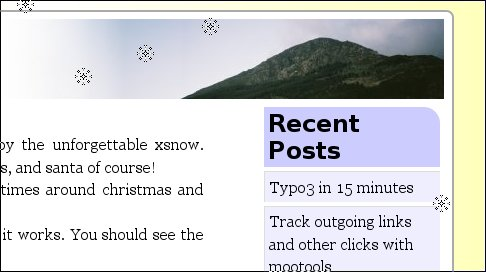 by the unforgettable xsnow.
s, and santa of course!
times around christmas and
it works. You should see the
Recent
Posts
Typo3 in 15 minutes
Track outgoing links
and other clicks with
mootools